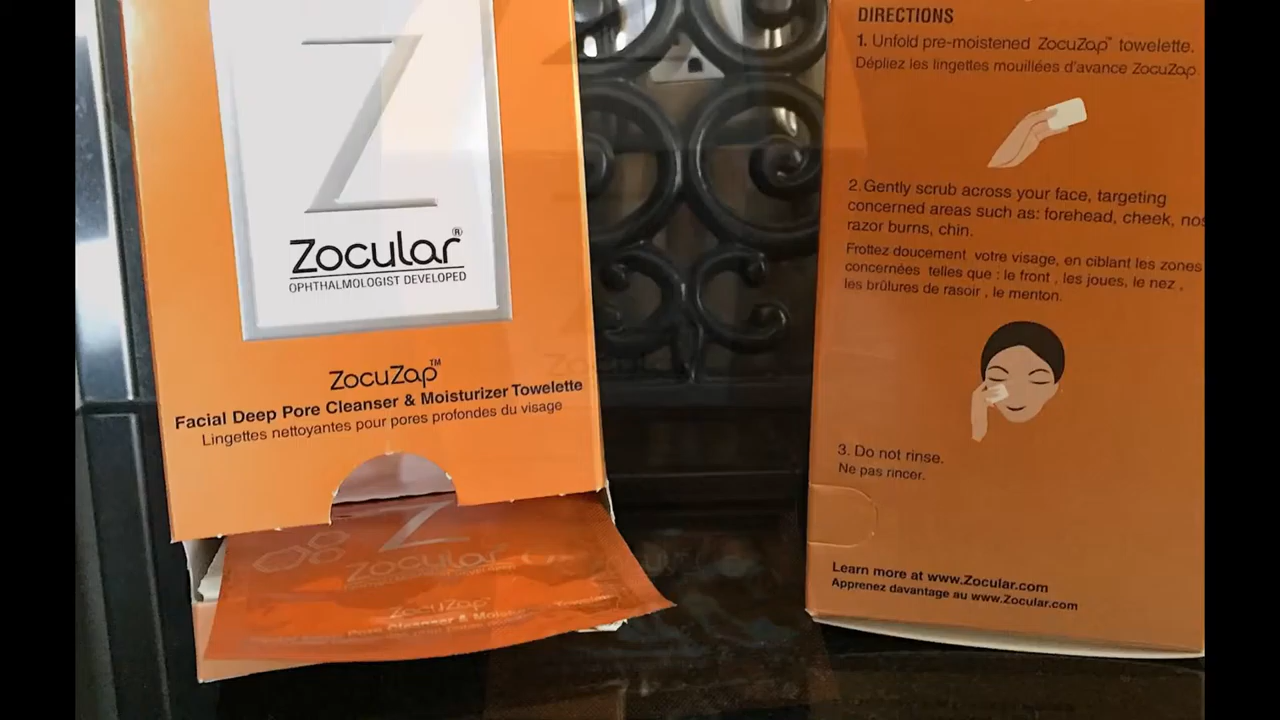 Z
Zocular®
OPHTHALMOLOGIST DEVELOPED
ZocuZap™
Facial Deep Pore Cleanser & Moisturizer Towelette
Lingettes nettoyantes pour pores profondes du visage
Z
Zocular
ZocuZap
Pore Cleanser & Moisturizer
DIRECTIONS
1. Unfold pre-moistened ZocuZap™ towelette.
Dépliez les lingettes mouillées d'avance ZocuZap
2. Gently scrub across your face, targeting
concerned areas such as: forehead, cheek, nos
razor burns, chin.
Frottez doucement votre visage, en ciblant les zones
concernées telles que : le front , les joues, le nez ,
les brûlures de rasoir , le menton.
3. Do not rinse.
Ne pas rincer.
Learn more at www.Zocular.com
Apprenez davantage au www.Zocular.com